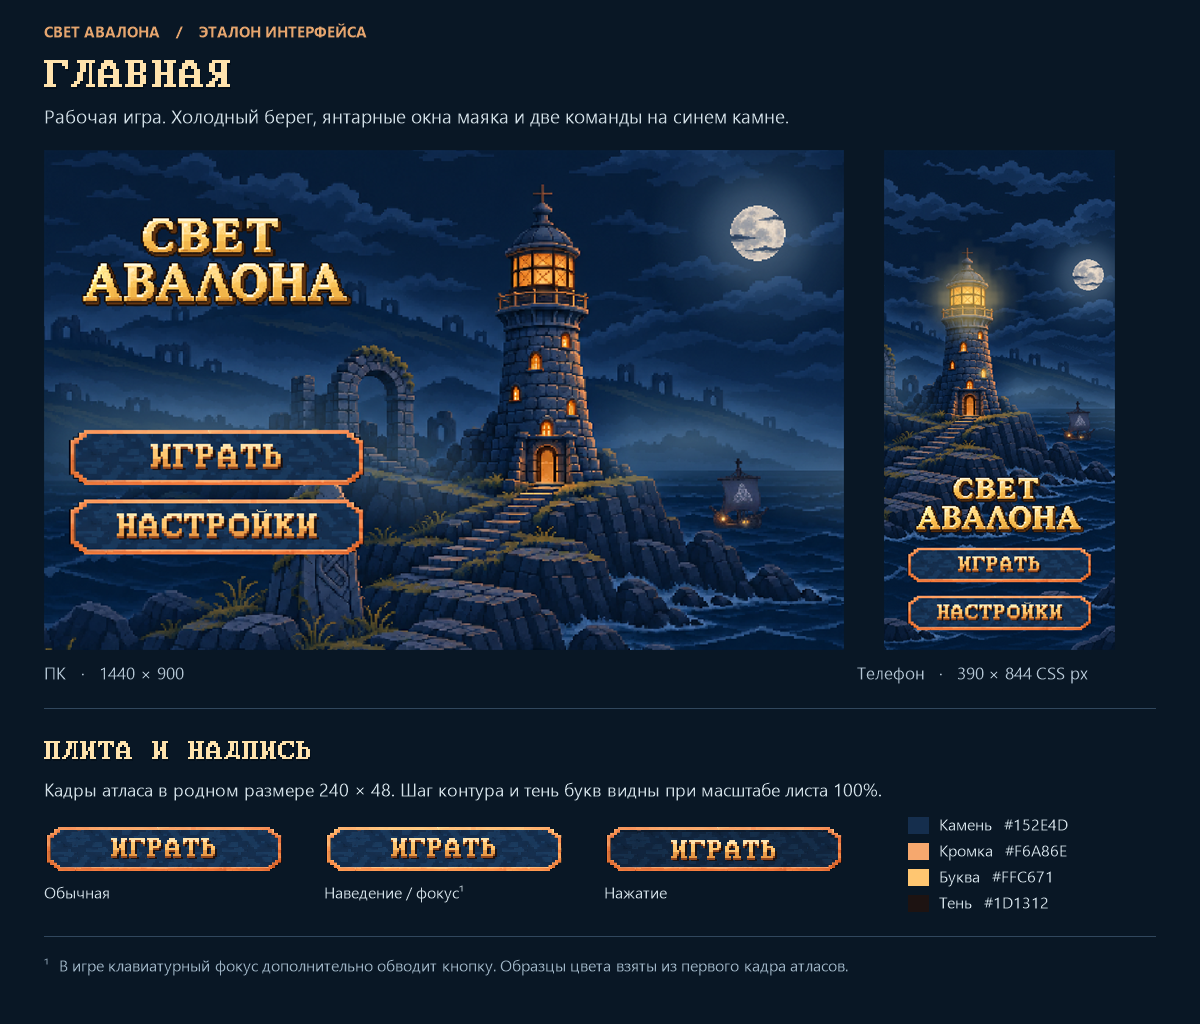 СВЕТ АВАЛОНА / ЭТАЛОН ИНТЕРФЕЙСА
ГЛАВНАЯ
Рабочая игра. Холодный берег, янтарные окна маяка и две команды на синем камне.
СВЕТ
АВАЛОНА
ИГРАТЬ
НАСТРОЙКИ
СВЕТ
АВАЛОНА
ИГРАТЬ
НАСТРОЙКИ
ПК · 1440 × 900
Телефон · 390 × 844 CSS px
ПЛИТА И НАДПИСЬ
Кадры атласа в родном размере 240 × 48. Шаг контура и тень букв видны при масштабе листа 100%.
ИГРАТЬ
Обычная
ИГРАТЬ
Наведение / фокус¹
ИГРАТЬ
Нажатие
Камень #152E4D
Кромка #F6A86E
Буква #FFC671
Тень #1D1312
¹ В игре клавиатурный фокус дополнительно обводит кнопку. Образцы цвета взяты из первого кадра атласов.